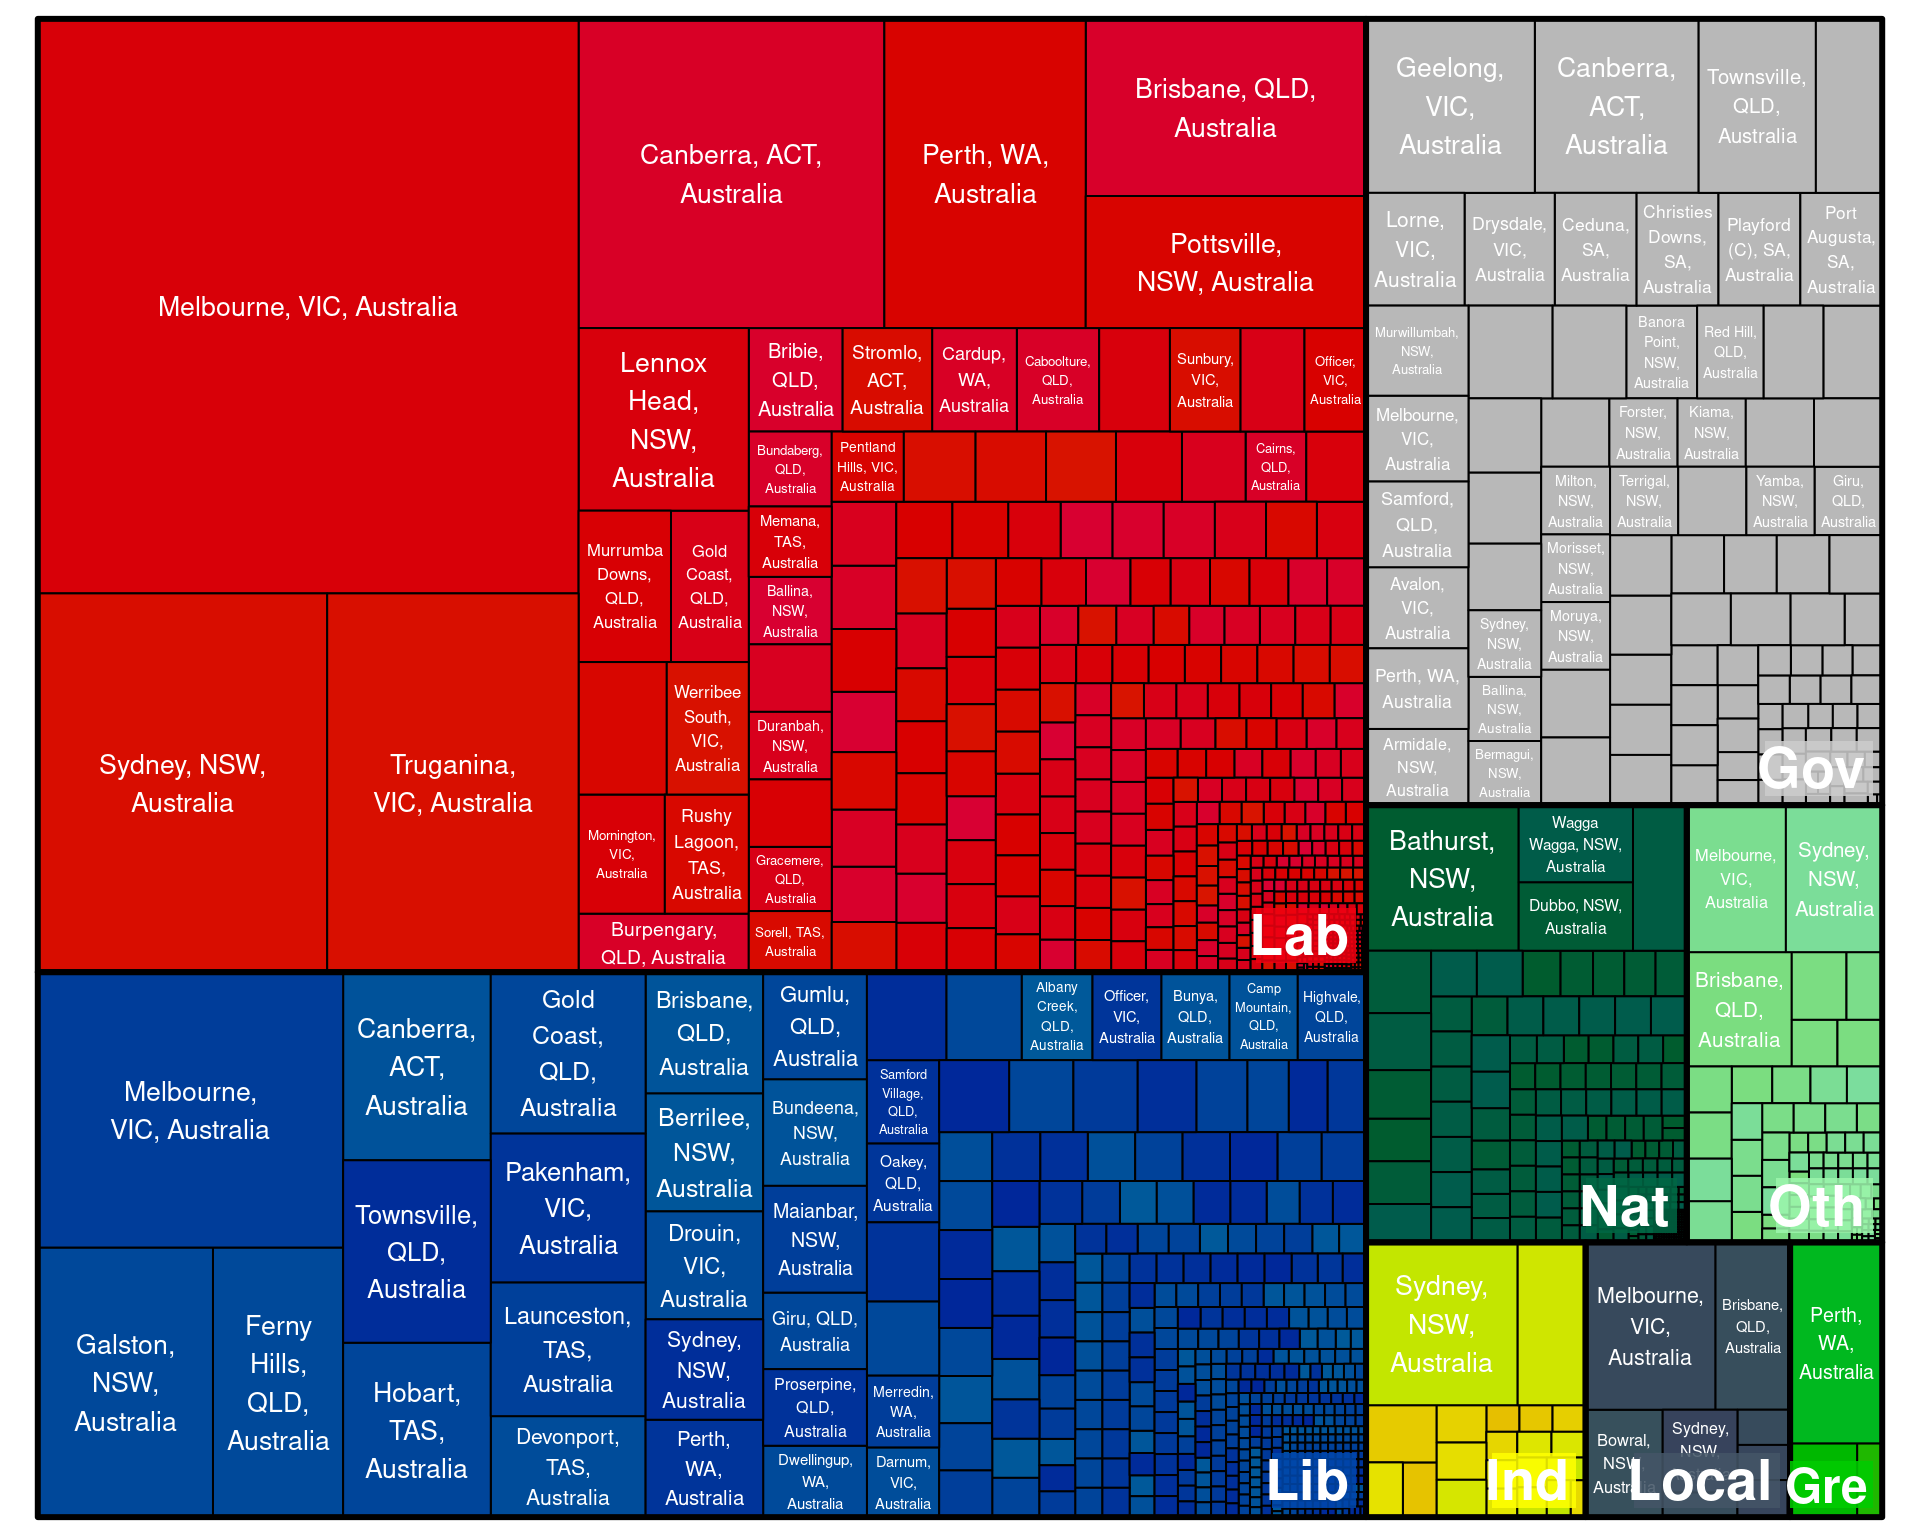 Melbourne, VIC, Australia
Sydney, NSW,
Australia
Truganina,
VIC, Australia
Canberra, ACT,
Australia
Perth, WA,
Australia
Brisbane, QLD,
Australia
Pottsville,
NSW, Australia
Lennox
Head,
NSW,
Australia
Murrumba
Downs,
QLD,
Australia
Gold
Coast,
QLD,
Australia
Werribee
South,
VIC,
Australia
Mornington,
VIC,
Australia
Rushy
Lagoon,
TAS,
Australia
Burpengary,
QLD, Australia
Bribie,
QLD,
Australia
Stromlo,
ACT,
Australia
Cardup,
WA,
Australia
Caboolture,
QLD,
Australia
Sunbury,
VIC,
Australia
Officer,
VIC,
Australia
Bundaberg,
QLD,
Australia
Pentland
Hills, VIC,
Australia
Cairns,
QLD,
Australia
Memana,
TAS,
Australia
Ballina,
NSW,
Australia
Duranbah,
NSW,
Australia
Gracemere,
QLD,
Australia
Sorell, TAS,
Australia
Lab
Geelong,
VIC,
Australia
Canberra,
ACT,
Australia
Townsville,
QLD,
Australia
Lorne,
VIC,
Australia
Drysdale,
VIC,
Australia
Ceduna,
SA,
Australia
Christies
Downs,
SA,
Australia
Playford
(C), SA,
Australia
Port
Augusta,
SA,
Australia
Murwillumbah,
NSW,
Australia
Banora
Point,
NSW,
Australia
Red Hill,
QLD,
Australia
Melbourne,
VIC,
Australia
Forster,
NSW,
Australia
Kiama,
NSW,
Australia
Samford,
QLD,
Australia
Milton,
NSW,
Australia
Terrigal,
NSW,
Australia
Yamba,
NSW,
Australia
Giru,
QLD,
Australia
Avalon,
VIC,
Australia
Morisset,
NSW,
Australia
Sydney,
NSW,
Australia
Moruya,
NSW,
Australia
Perth, WA,
Australia
Ballina,
NSW,
Australia
Armidale,
NSW,
Australia
Bermagui,
NSW,
Australia
Gov
Melbourne,
VIC, Australia
Galston,
NSW,
Australia
Ferny
Hills,
QLD,
Australia
Canberra,
ACT,
Australia
Townsville,
QLD,
Australia
Hobart,
TAS,
Australia
Gold
Coast,
QLD,
Australia
Pakenham,
VIC,
Australia
Launceston,
TAS,
Australia
Devonport,
TAS,
Australia
Brisbane,
QLD,
Australia
Berrilee,
NSW,
Australia
Drouin,
VIC,
Australia
Sydney,
NSW,
Australia
Perth,
WA,
Australia
Gumlu,
QLD,
Australia
Bundeena,
NSW,
Australia
Maianbar,
NSW,
Australia
Giru, QLD,
Australia
Proserpine,
QLD,
Australia
Dwellingup,
WA,
Australia
Albany
Creek,
QLD,
Australia
Officer,
VIC,
Australia
Bunya,
QLD,
Australia
Camp
Mountain,
QLD,
Australia
Highvale,
QLD,
Australia
Samford
Village,
QLD,
Australia
Oakey,
QLD,
Australia
Merredin,
WA,
Australia
Darnum,
VIC,
Australia
Lib
Bathurst,
NSW,
Australia
Wagga
Wagga, NSW,
Australia
Dubbo, NSW,
Australia
Nat
Melbourne,
VIC,
Australia
Sydney,
NSW,
Australia
Brisbane,
QLD,
Australia
Oth
Sydney,
NSW,
Australia
Ind
Melbourne,
VIC,
Australia
Brisbane,
QLD,
Australia
Bowral,
NSW,
Australia
Sydney,
NSW,
Local
Perth,
WA,
Australia
Gre